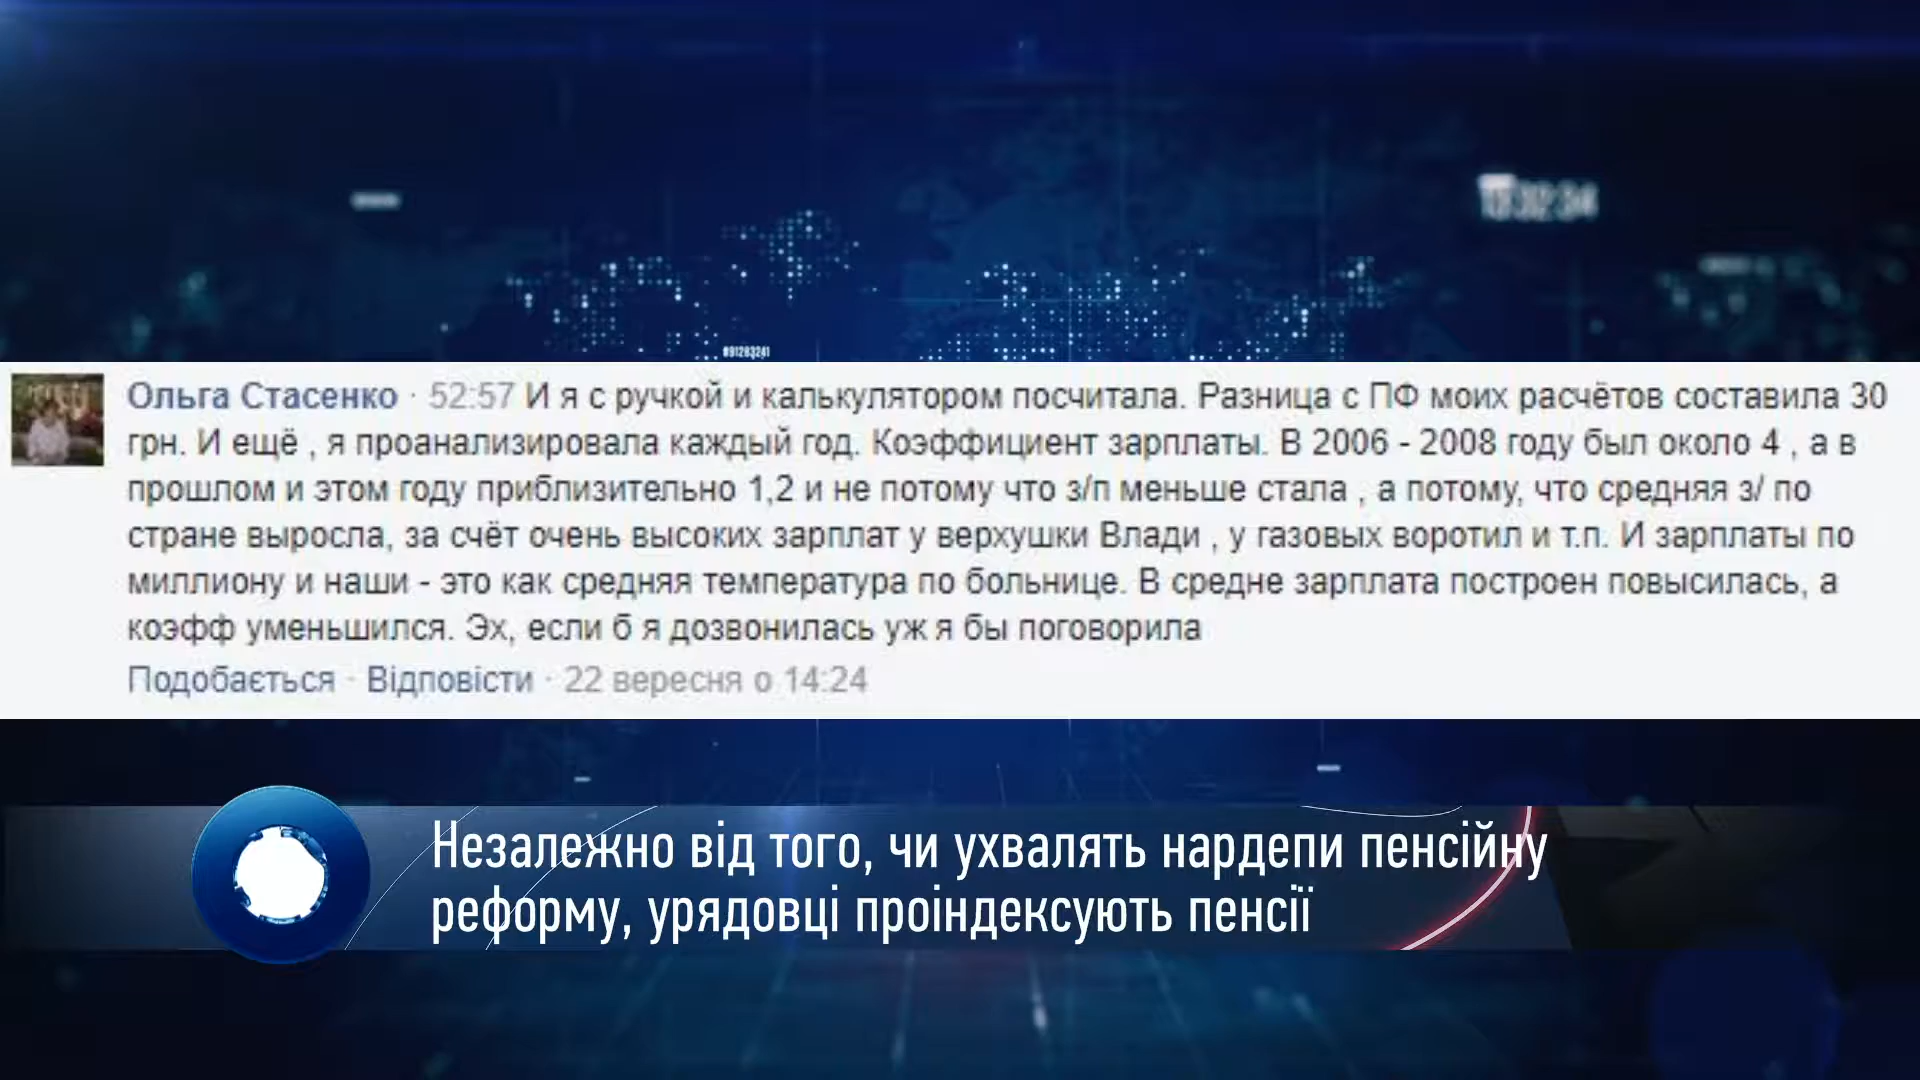 #91283241
Ольга Стасенко · 52:57 И я с ручкой и калькулятором посчитала. Разница с ПФ моих расчётов составила 30
грн. И ещё , я проанализировала каждый год. Коэффициент зарплаты. В 2006 - 2008 году был около 4 , а в
прошлом и этом году приблизительно 1,2 и не потому что з/п меньше стала , а потому, что средняя з/ по
стране выросла, за счёт очень высоких зарплат у верхушки Влади , у газовых воротил и т.п. И зарплаты по
миллиону и наши - это как средняя температура по больнице. В средне зарплата построен повысилась, а
коэфф уменьшился. Эх, если б я дозвонилась уж я бы поговорила
Подобається · Відповісти · 22 вересня о 14:24
Незалежно від того, чи ухвалять нардепи пенсійну
реформу, урядовці проіндексують пенсії